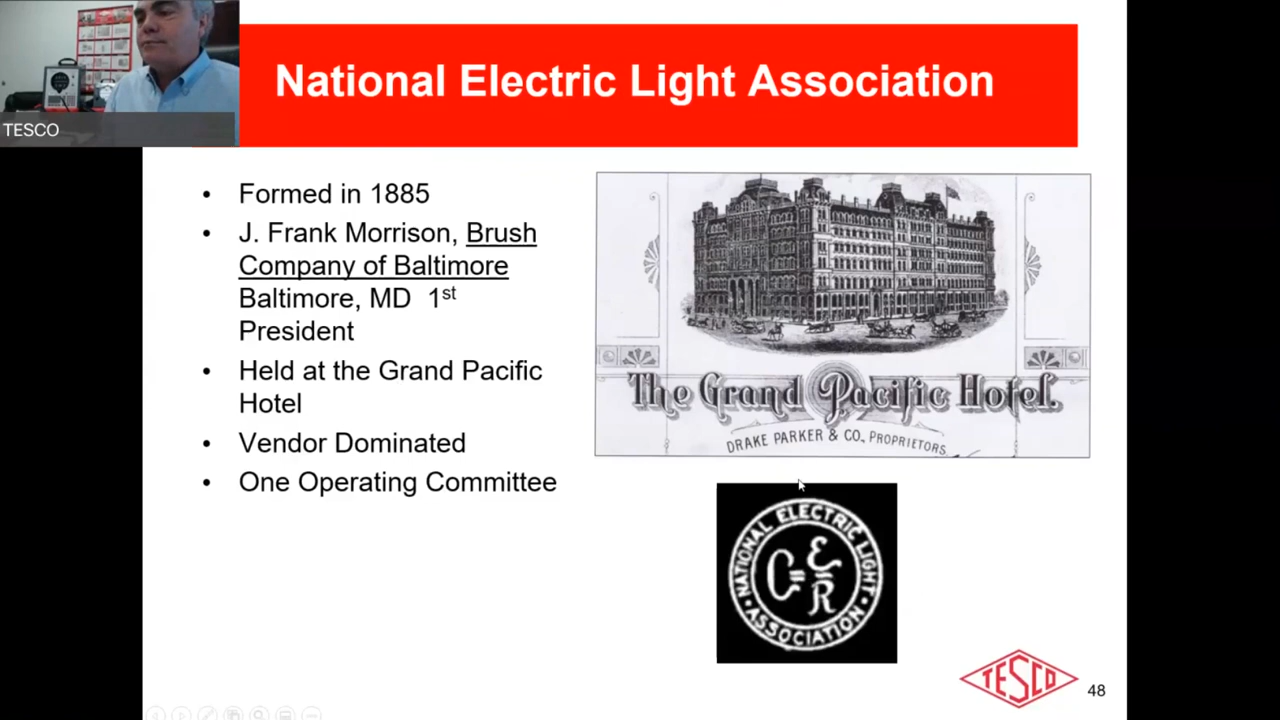 TESCO
National Electric Light Association
• Formed in 1885
• J. Frank Morrison, Brush
Company of Baltimore
Baltimore, MD 1st
President
• Held at the Grand Pacific
Hotel
• Vendor Dominated
• One Operating Committee
The Grand Pacific Hotel.
DRAKE PARKER & CO., PROPRIETORS.
NATIONAL ELECTRIC LIGHT
ASSOCIATION
C = E
R
TESCO
48